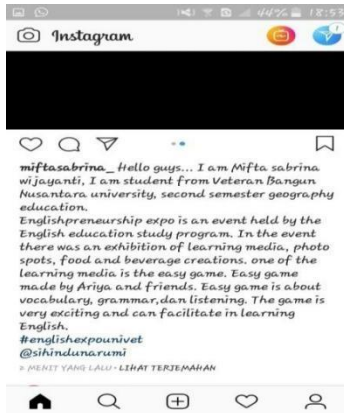 44% 18:53
Instagram
miftasabrina_ Hello guys... I am Mifta sabrina
wijayanti, I am student from Veteran Bangun
Nusantara university, second semester geography
education.
Englishpreneurship expo is an event held by the
English education study program. In the event
there was an exhibition of learning media, photo
spots, food and beverage creations. one of the
learning media is the easy game. Easy game
made by Ariya and friends. Easy game is about
vocabulary, grammar,dan listening. The game is
very exciting and can facilitate in learning
English.
#englishexpounivet
@sihindunarumi
MENIT YANG LALU • LIHAT TERJEMAHAN